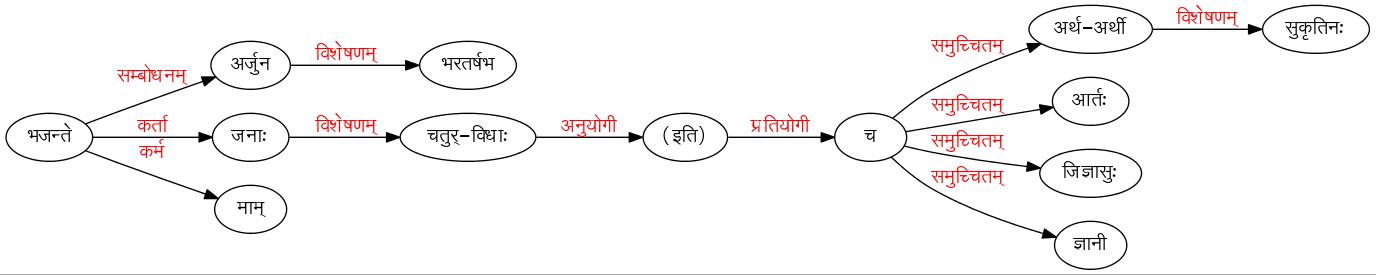 अर्थ-अर्थी विशेषणम् सुकृतिनः
समुच्चितम्
अर्जुन विशेषणम् भरतर्षभ
सम्बोधनम्
समुच्चितम् आर्तः
भजन्ते कर्ता जनाः विशेषणम् चतुर्-विधाः अनुयोगी (इति) प्रतियोगी च
कर्म
समुच्चितम् जिज्ञासुः
समुच्चितम्
माम्
ज्ञानी